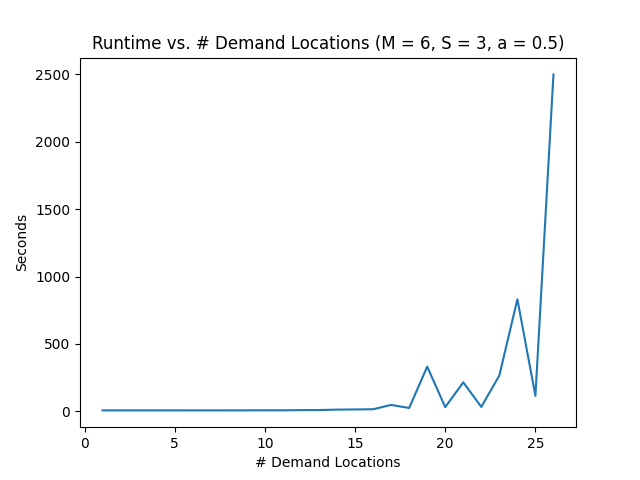 Runtime vs. # Demand Locations (M = 6, S = 3, a = 0.5)
2500
2000
1500
1000
500
0
Seconds
0 5 10 15 20 25
# Demand Locations